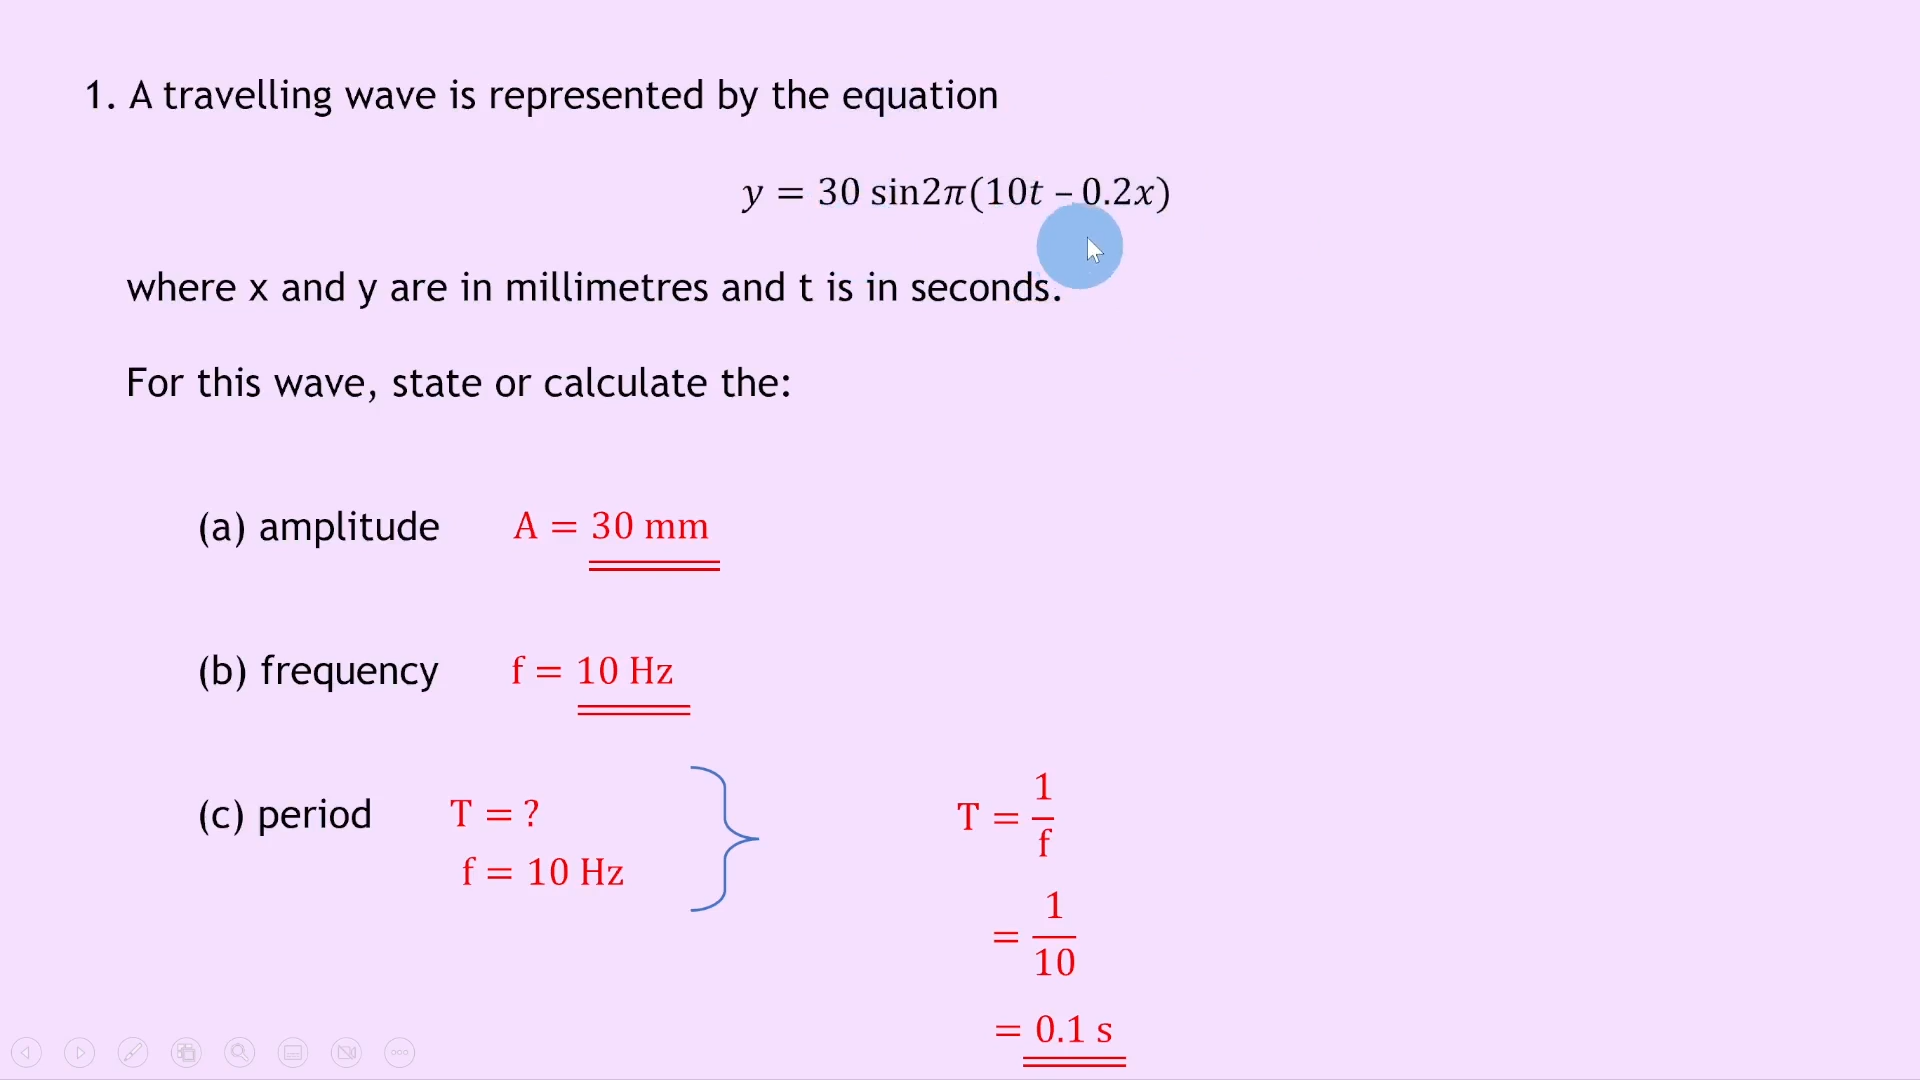 1. A travelling wave is represented by the equation
y = 30 sin2π(10t – 0.2x)
where x and y are in millimetres and t is in seconds.
For this wave, state or calculate the:
(a) amplitude A = 30 mm
(b) frequency f = 10 Hz
(c) period T = ?
f = 10 Hz
T = 1/f
= 1/10
= 0.1 s